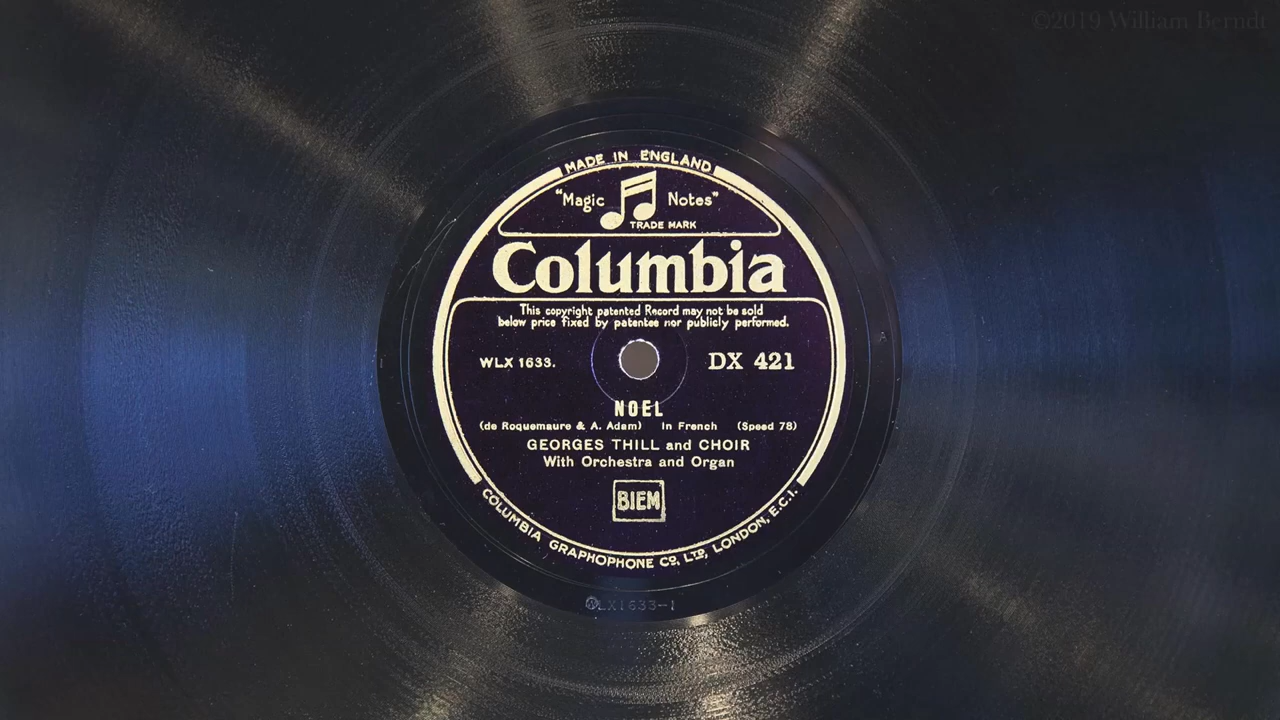 ©2019 William Berndt
MADE IN ENGLAND
"Magic Notes"
TRADE MARK
Columbia
This copyright patented Record may not be sold
below price fixed by patentee nor publicly performed.
WLX 1633. DX 421
NOEL
(de Roquemaure & A. Adam) In French (Speed 78)
GEORGES THILL and CHOIR
With Orchestra and Organ
BIEM
COLUMBIA GRAPHOPHONE CO. LTD, LONDON, E.C.1.
WLX1633-1